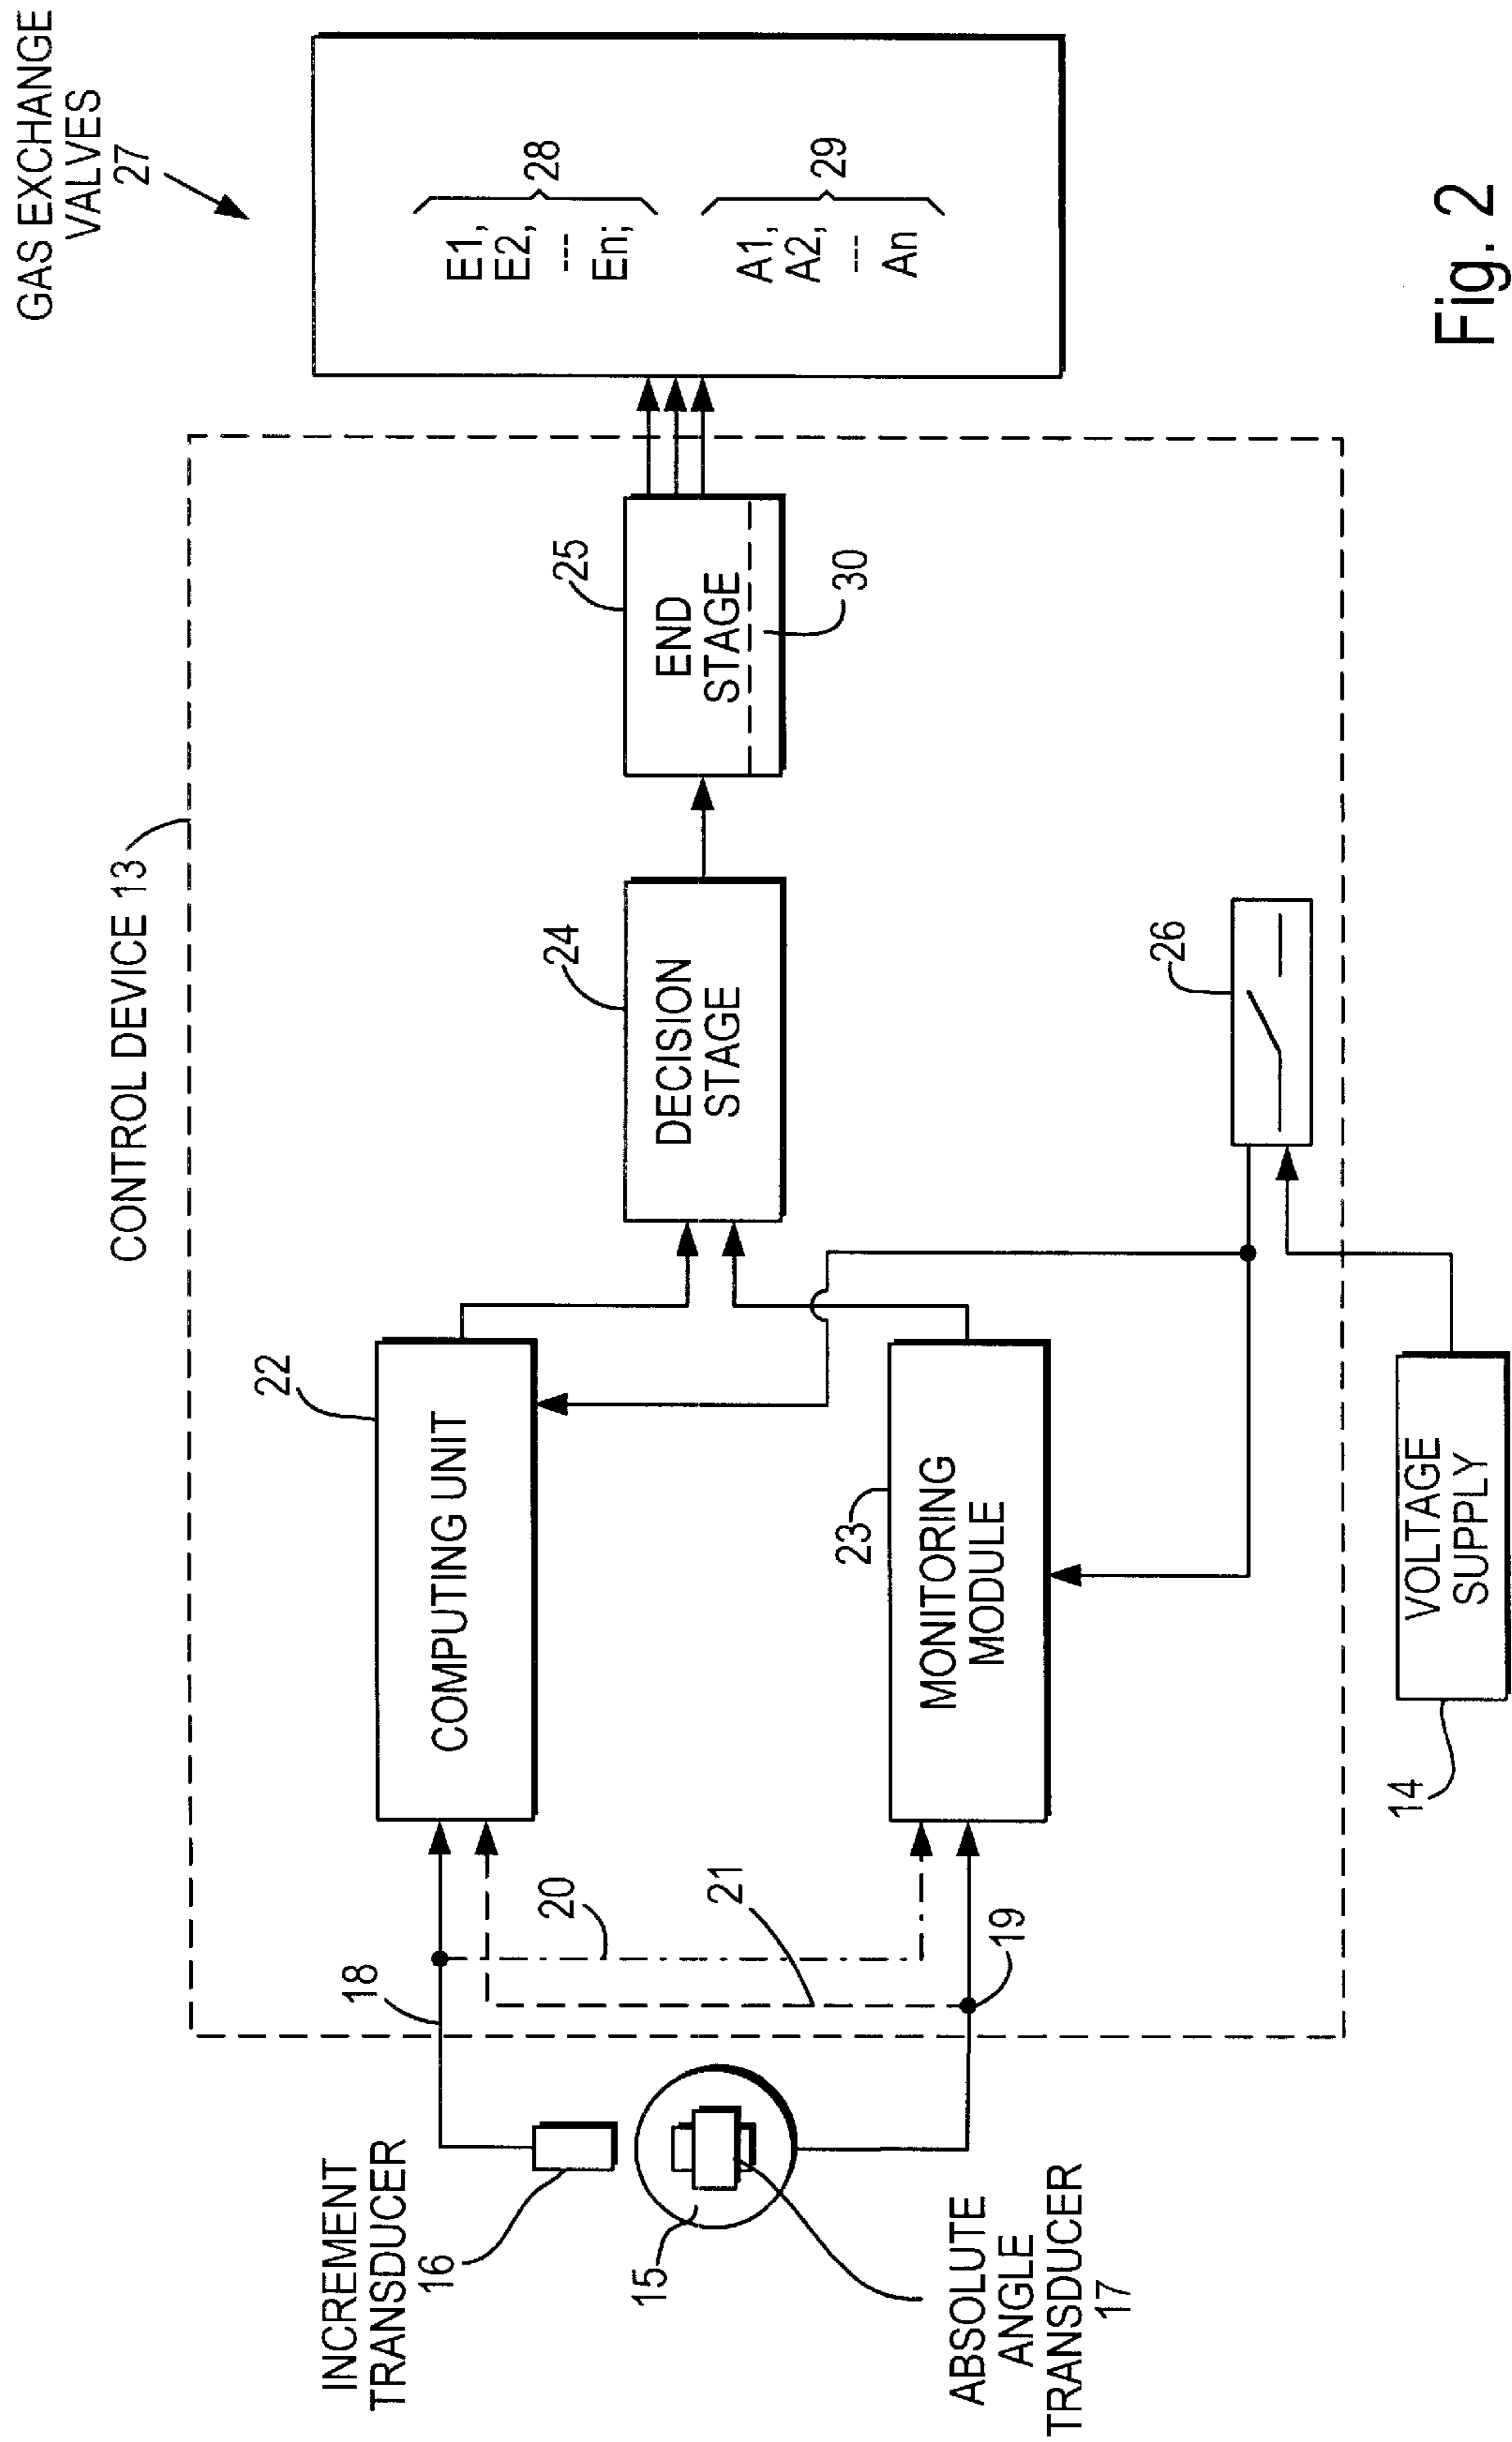 GAS EXCHANGE
VALVES
27
CONTROL DEVICE 13
E1,
E2,
---
En;
28
A1,
A2,
---
An
29
25
END
STAGE
30
24
DECISION
STAGE
26
22
COMPUTING UNIT
23
MONITORING
MODULE
VOLTAGE
SUPPLY
14
18
20
21
19
INCREMENT
TRANSDUCER
16
15
ABSOLUTE
ANGLE
TRANSDUCER
17
Fig. 2